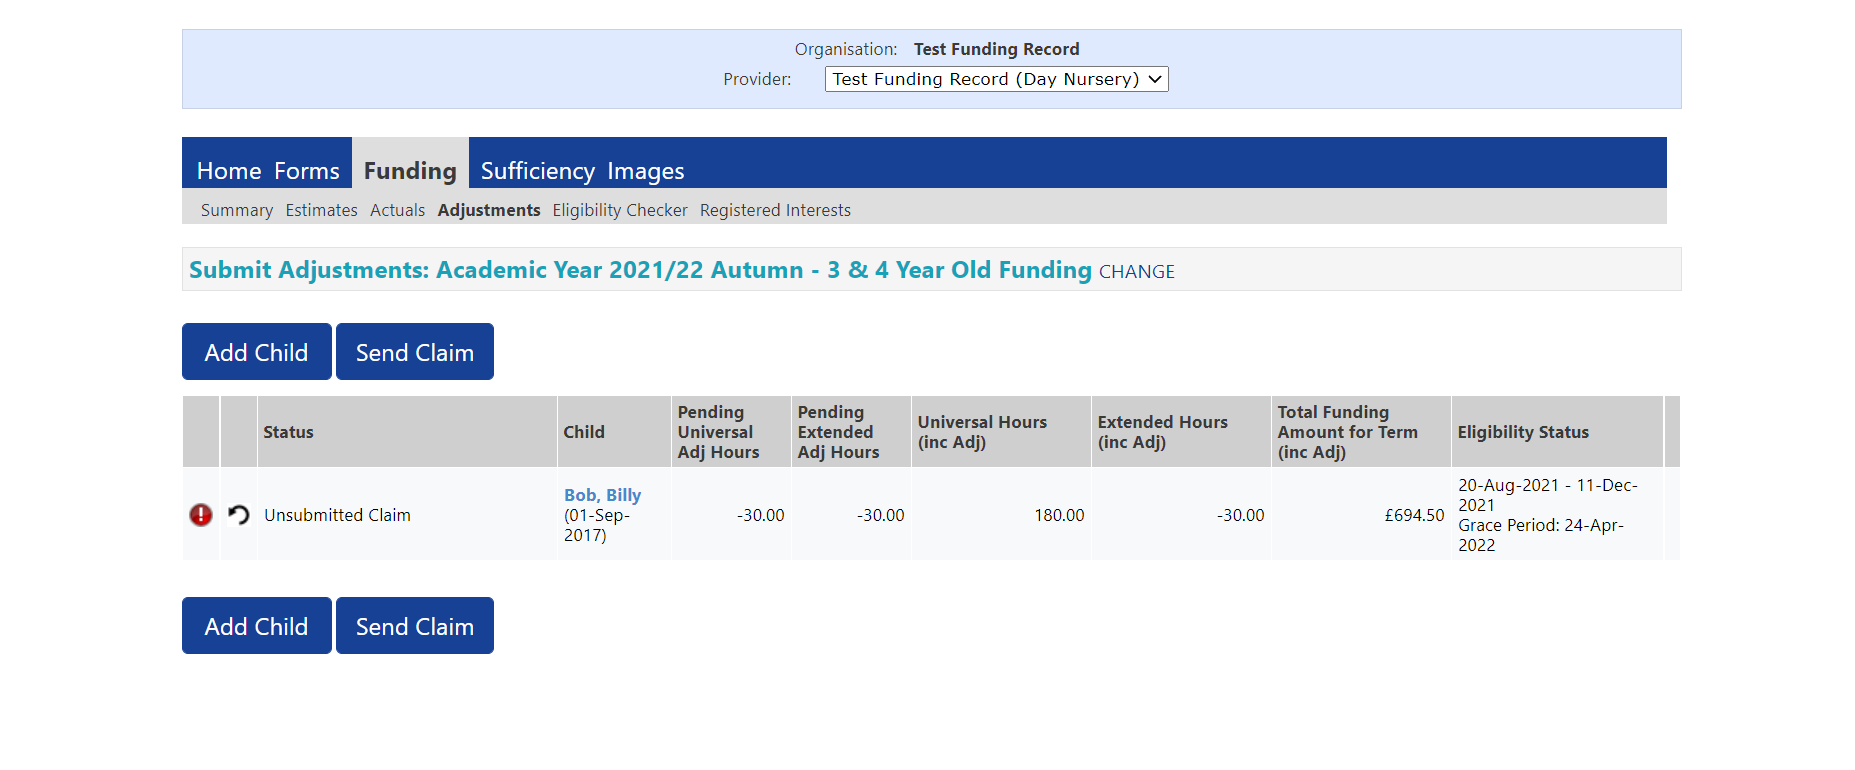 Organisation: Test Funding Record
Provider: Test Funding Record (Day Nursery)
Home Forms Funding Sufficiency Images
Summary Estimates Actuals Adjustments Eligibility Checker Registered Interests
Submit Adjustments: Academic Year 2021/22 Autumn - 3 & 4 Year Old Funding CHANGE
Add Child Send Claim
Status
Child
Pending
Universal
Adj Hours
Pending
Extended
Adj Hours
Universal Hours
(inc Adj)
Extended Hours
(inc Adj)
Total Funding
Amount for Term
(inc Adj)
Eligibility Status
Unsubmitted Claim
Bob, Billy
(01-Sep-
2017)
-30.00
-30.00
180.00
-30.00
£694.50
20-Aug-2021 - 11-Dec-
2021
Grace Period: 24-Apr-
2022
Add Child Send Claim